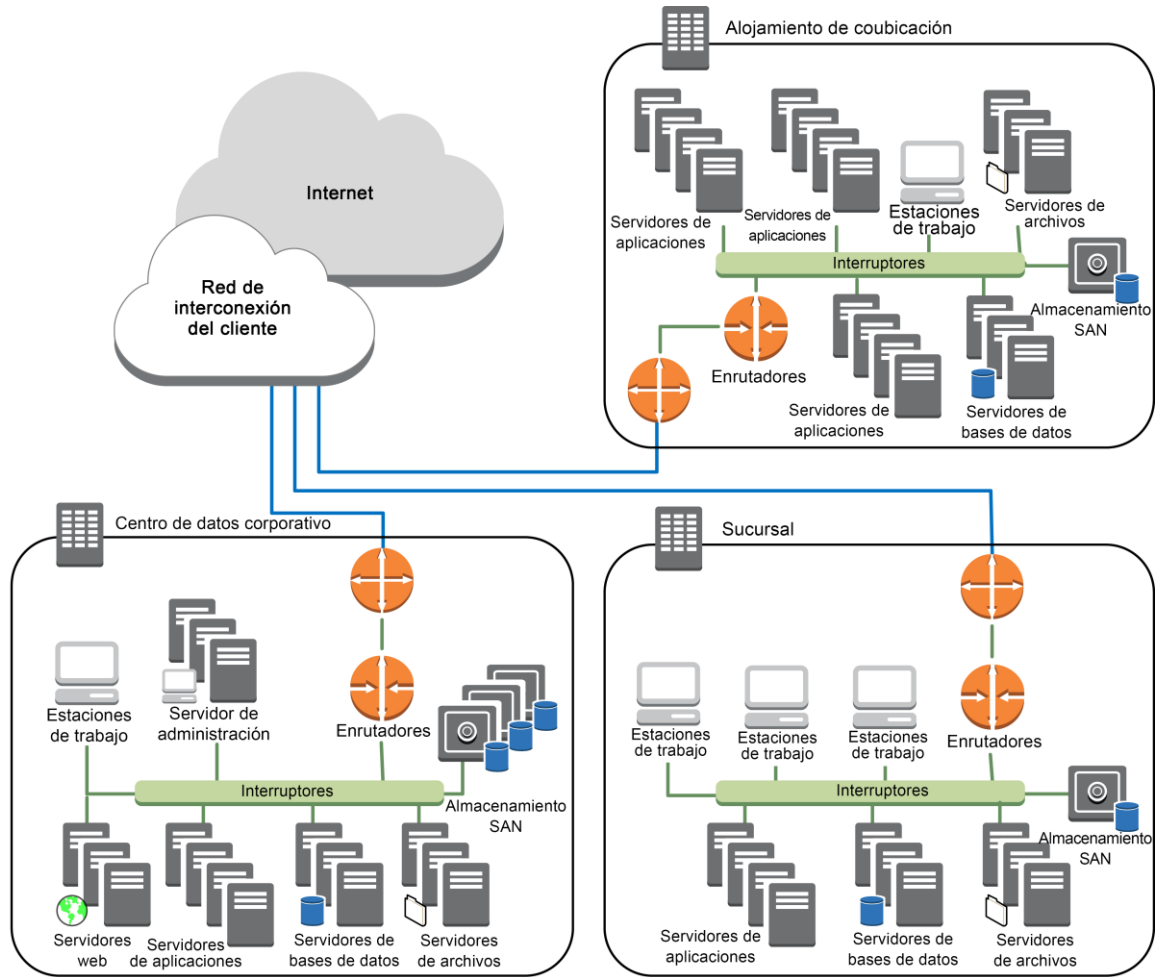 Alojamiento de coubicación
Internet
Red de
interconexión
del cliente
Servidores de
aplicaciones
Servidores de
aplicaciones
Estaciones
de trabajo
Servidores de
archivos
Interruptores
Almacenamiento
SAN
Enrutadores
Servidores de
aplicaciones
Servidores de
bases de datos
Centro de datos corporativo
Estaciones
de trabajo
Servidor de
administración
Enrutadores
Interruptores
Almacenamiento
SAN
Servidores
web
Servidores
de aplicaciones
Servidores de
bases de datos
Servidores
de archivos
Sucursal
Estaciones
de trabajo
Estaciones
de trabajo
Estaciones
de trabajo
Enrutadores
Interruptores
Almacenamiento
SAN
Servidores de
aplicaciones
Servidores de
bases de datos
Servidores
de archivos